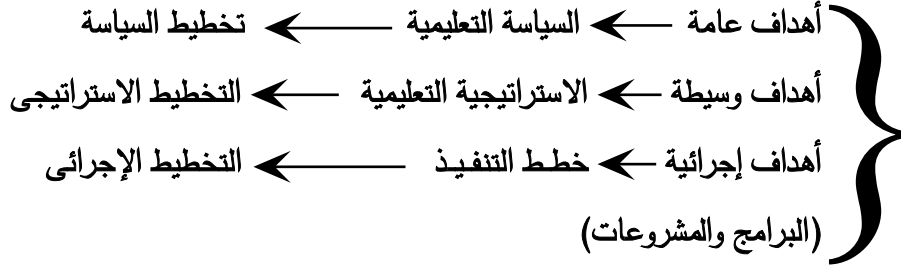 أهداف عامة السياسة التعليمية تخطيط السياسة
أهداف وسيطة الاستراتيجية التعليمية التخطيط الاستراتيجى
أهداف إجرائية خطط التنفيذ التخطيط الإجرائى
(البرامج والمشروعات)